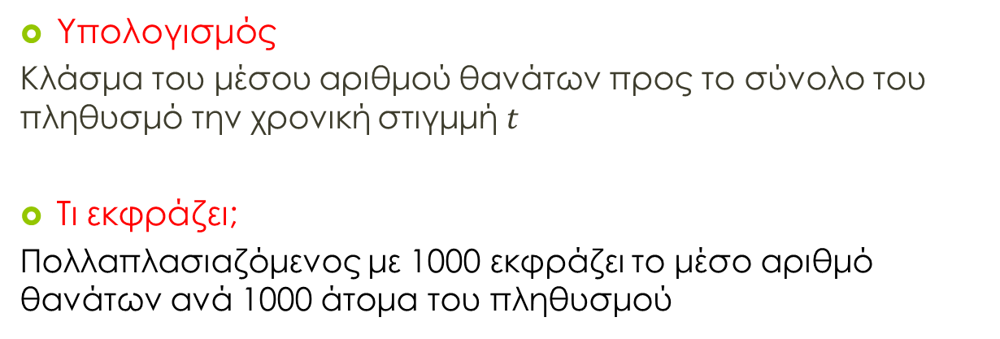 Υπολογισμός
Κλάσμα του μέσου αριθμού θανάτων προς το σύνολο του
πληθυσμό την χρονική στιγμμή t
Τι εκφράζει;
Πολλαπλασιαζόμενος με 1000 εκφράζει το μέσο αριθμό
θανάτων ανά 1000 άτομα του πληθυσμού